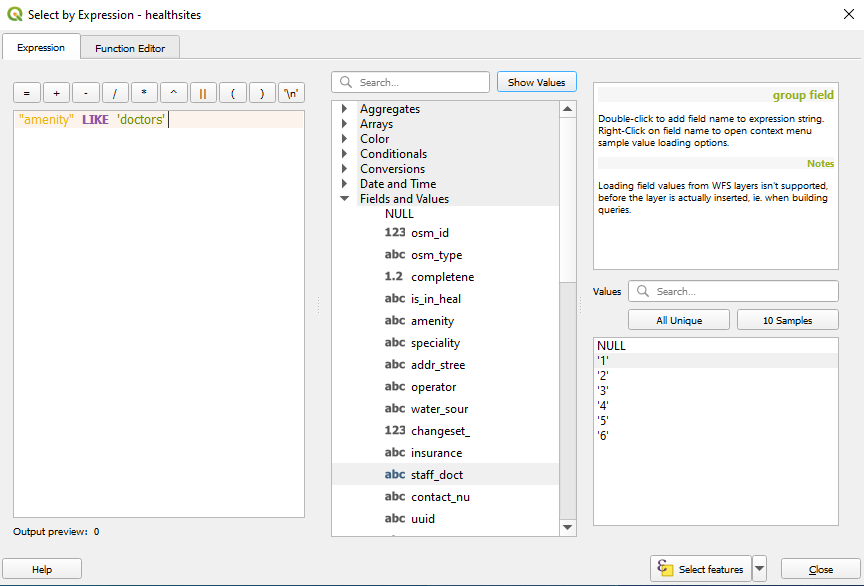 Select by Expression - healthsites
Expression
Function Editor
= + - / * ^ || ( ) '\n'
"amenity" LIKE 'doctors'
Output preview: 0
Search...
Show Values
Aggregates
Arrays
Color
Conditionals
Conversions
Date and Time
Fields and Values
NULL
123 osm_id
abc osm_type
1.2 completene
abc is_in_heal
abc amenity
abc speciality
abc addr_stree
abc operator
abc water_sour
123 changeset_
abc insurance
abc staff_doct
abc contact_nu
abc uuid
group field
Double-click to add field name to expression string.
Right-Click on field name to open context menu
sample value loading options.
Notes
Loading field values from WFS layers isn't supported,
before the layer is actually inserted, ie. when building
queries.
Values
Search...
All Unique
10 Samples
NULL
'1'
'2'
'3'
'4'
'5'
'6'
Help
Select features
Close